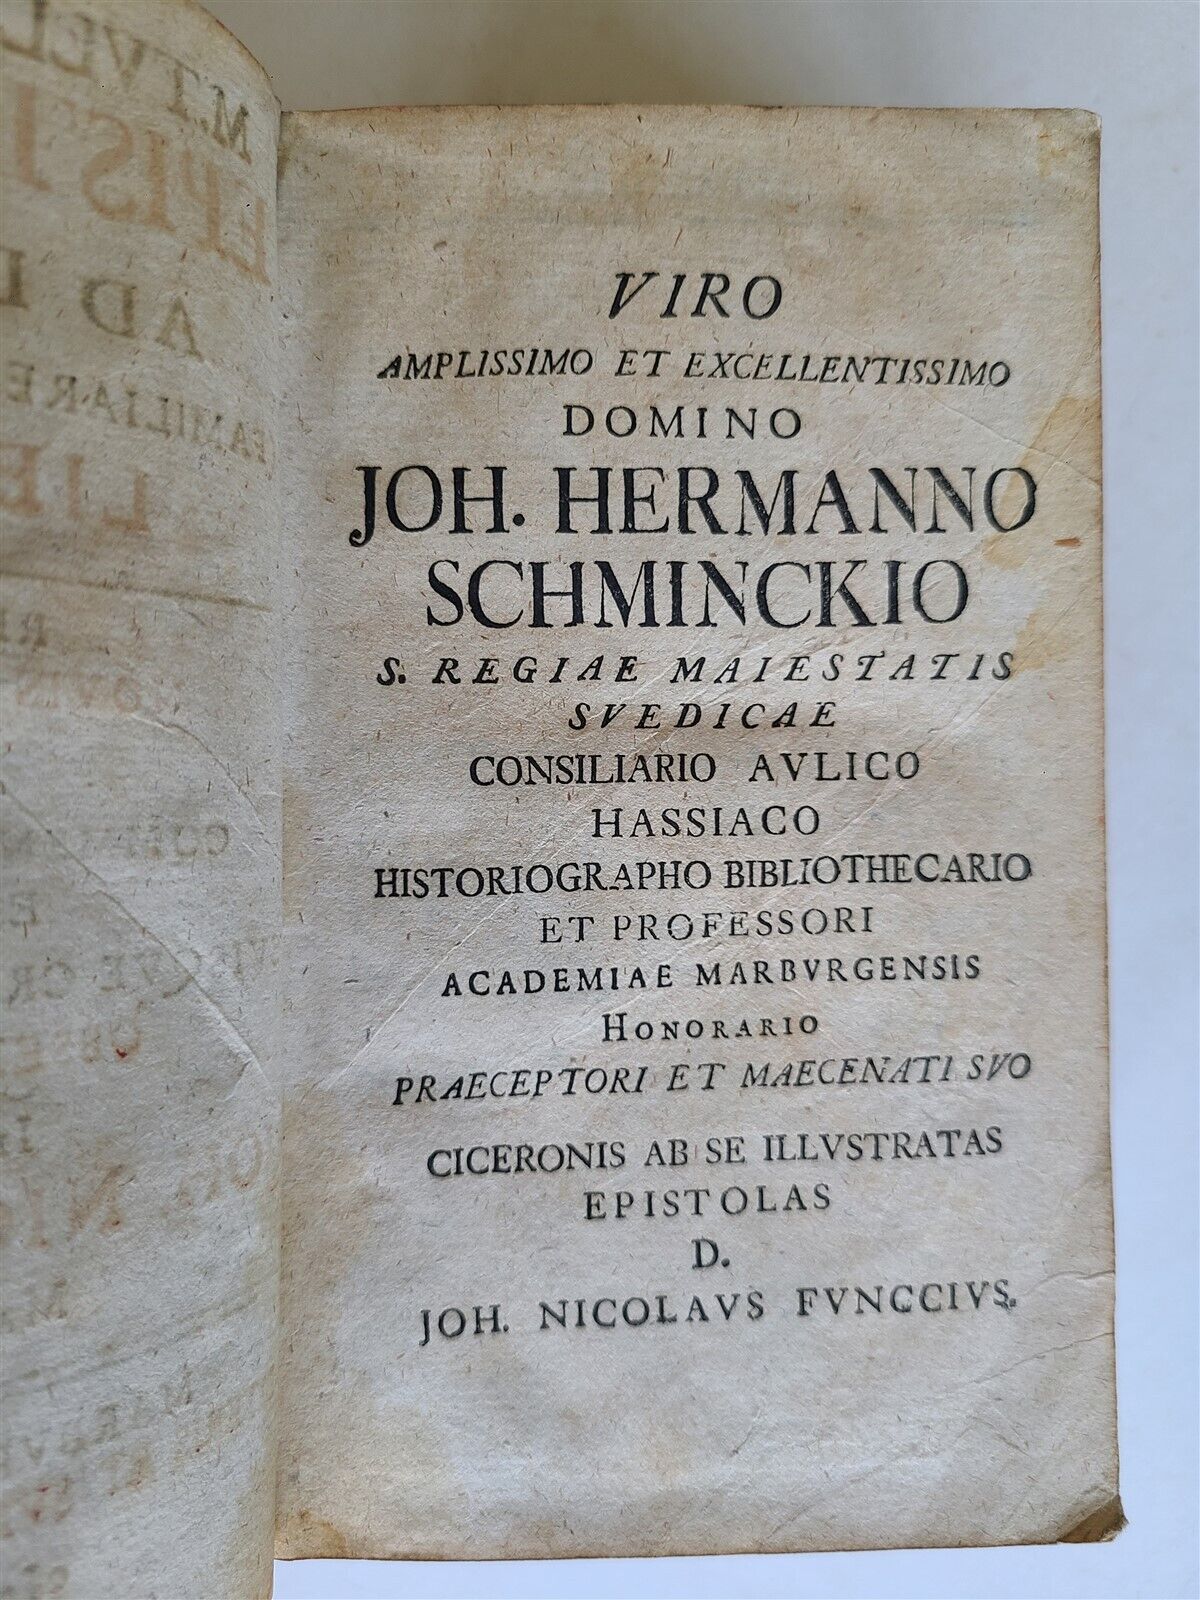 VIRO
AMPLISSIMO ET EXCELLENTISSIMO
DOMINO
JOH. HERMANNO
SCHMINCKIO
S. REGIAE MAIESTATIS
SVEDICAE
CONSILIARIO AVLICO
HASSIACO
HISTORIOGRAPHO BIBLIOTHECARIO
ET PROFESSORI
ACADEMIAE MARBVRGENSIS
HONORARIO
PRAECEPTORI ET MAECENATI SVO
CICERONIS AB SE ILLVSTRATAS
EPISTOLAS
D.
JOH. NICOLAVS FVNCCIVS.